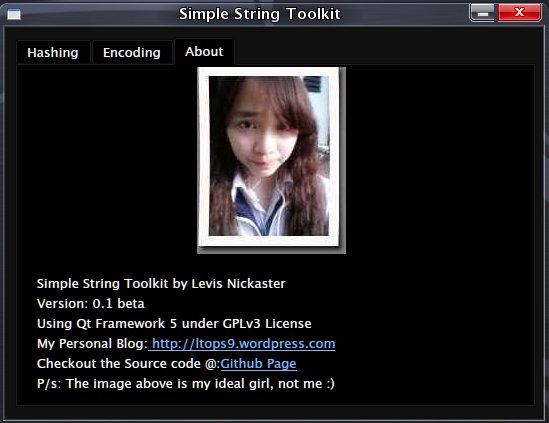 Simple String Toolkit
Hashing Encoding About
Simple String Toolkit by Levis Nickaster
Version: 0.1 beta
Using Qt Framework 5 under GPLv3 License
My Personal Blog: http://ltops9.wordpress.com
Checkout the Source code @:Github Page
P/s: The image above is my ideal girl, not me :)